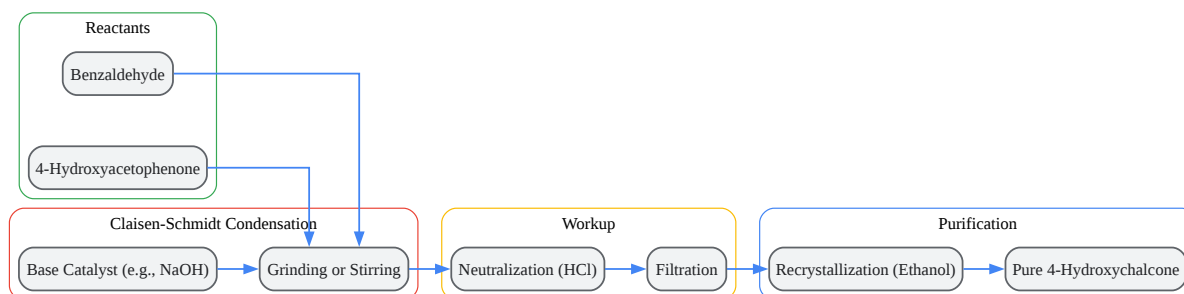 Reactants
Benzaldehyde
4-Hydroxyacetophenone
Claisen-Schmidt Condensation
Workup
Purification
Base Catalyst (e.g., NaOH)
Grinding or Stirring
Neutralization (HCl)
Filtration
Recrystallization (Ethanol)
Pure 4-Hydroxychalcone